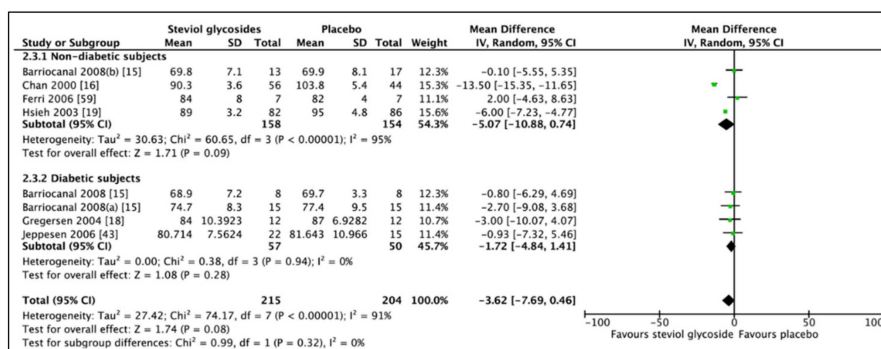 Steviol glycosides Placebo Mean Difference Mean Difference
Study or Subgroup Mean SD Total Mean SD Total Weight IV, Random, 95% CI IV, Random, 95% CI
2.3.1 Non-diabetic subjects
Barriocanal 2008(b) [15] 69.8 7.1 13 69.9 8.1 17 12.3% -0.10 [-5.55, 5.35]
Chan 2000 [16] 90.3 3.6 56 103.8 5.4 44 14.2% -13.50 [-15.35, -11.65]
Ferri 2006 [59] 84 8 7 82 4 7 11.1% 2.00 [-4.63, 8.63]
Hsieh 2003 [19] 89 3.2 82 95 4.8 86 14.4% -6.00 [-7.23, -4.77]
Subtotal (95% CI) 158 154 54.3% -5.07 [-10.88, 0.74]
Heterogeneity: Tau² = 30.63; Chi² = 60.65, df = 3 (P < 0.00001); I² = 95%
Test for overall effect: Z = 1.71 (P = 0.09)
2.3.2 Diabetic subjects
Barriocanal 2008 [15] 68.9 7.2 8 69.7 3.3 8 12.3% -0.80 [-6.29, 4.69]
Barriocanal 2008(a) [15] 74.7 8.3 15 77.4 9.5 15 11.3% -2.70 [-9.08, 3.68]
Gregersen 2004 [18] 84 10.3923 12 87 6.9282 12 10.7% -3.00 [-10.07, 4.07]
Jeppesen 2006 [43] 80.714 7.5624 22 81.643 10.966 15 11.4% -0.93 [-7.32, 5.46]
Subtotal (95% CI) 57 50 45.7% -1.72 [-4.84, 1.41]
Heterogeneity: Tau² = 0.00; Chi² = 0.38, df = 3 (P = 0.94); I² = 0%
Test for overall effect: Z = 1.08 (P = 0.28)
Total (95% CI) 215 204 100.0% -3.62 [-7.69, 0.46]
Heterogeneity: Tau² = 27.42; Chi² = 74.17, df = 7 (P < 0.00001); I² = 91%
Test for overall effect: Z = 1.74 (P = 0.08)
Test for subgroup differences: Chi² = 0.99, df = 1 (P = 0.32), I² = 0%
-100 -50 0 50 100
Favours steviol glycoside Favours placebo